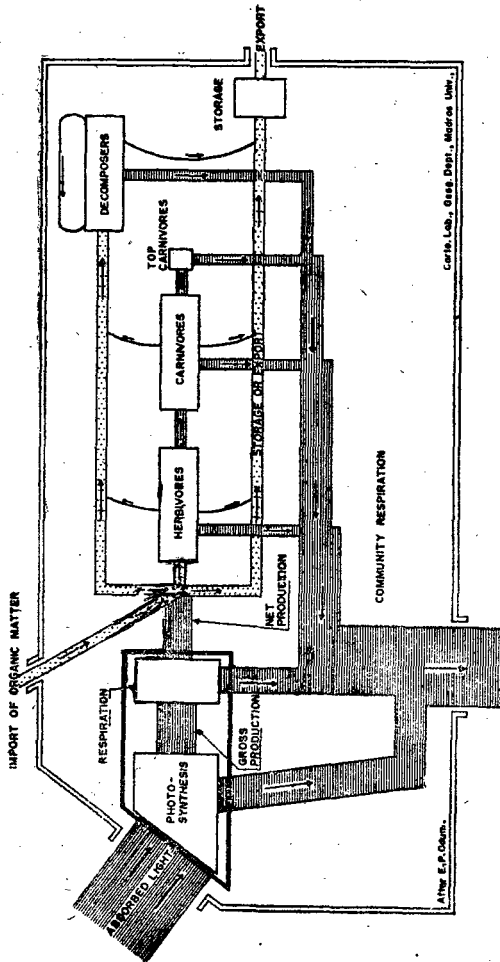 IMPORT OF ORGANIC MATTER
ABSORBED LIGHT
PHOTO-
SYNTHESIS
RESPIRATION
GROSS
PRODUCTION
NET
PRODUCTION
HERBIVORES
CARNIVORES
TOP
CARNIVORES
DECOMPOSERS
STORAGE OR EXPORT
STORAGE
EXPORT
COMMUNITY RESPIRATION
After E.P. Odum.
Carto. Lab., Geog. Dept., Madras Univ.,